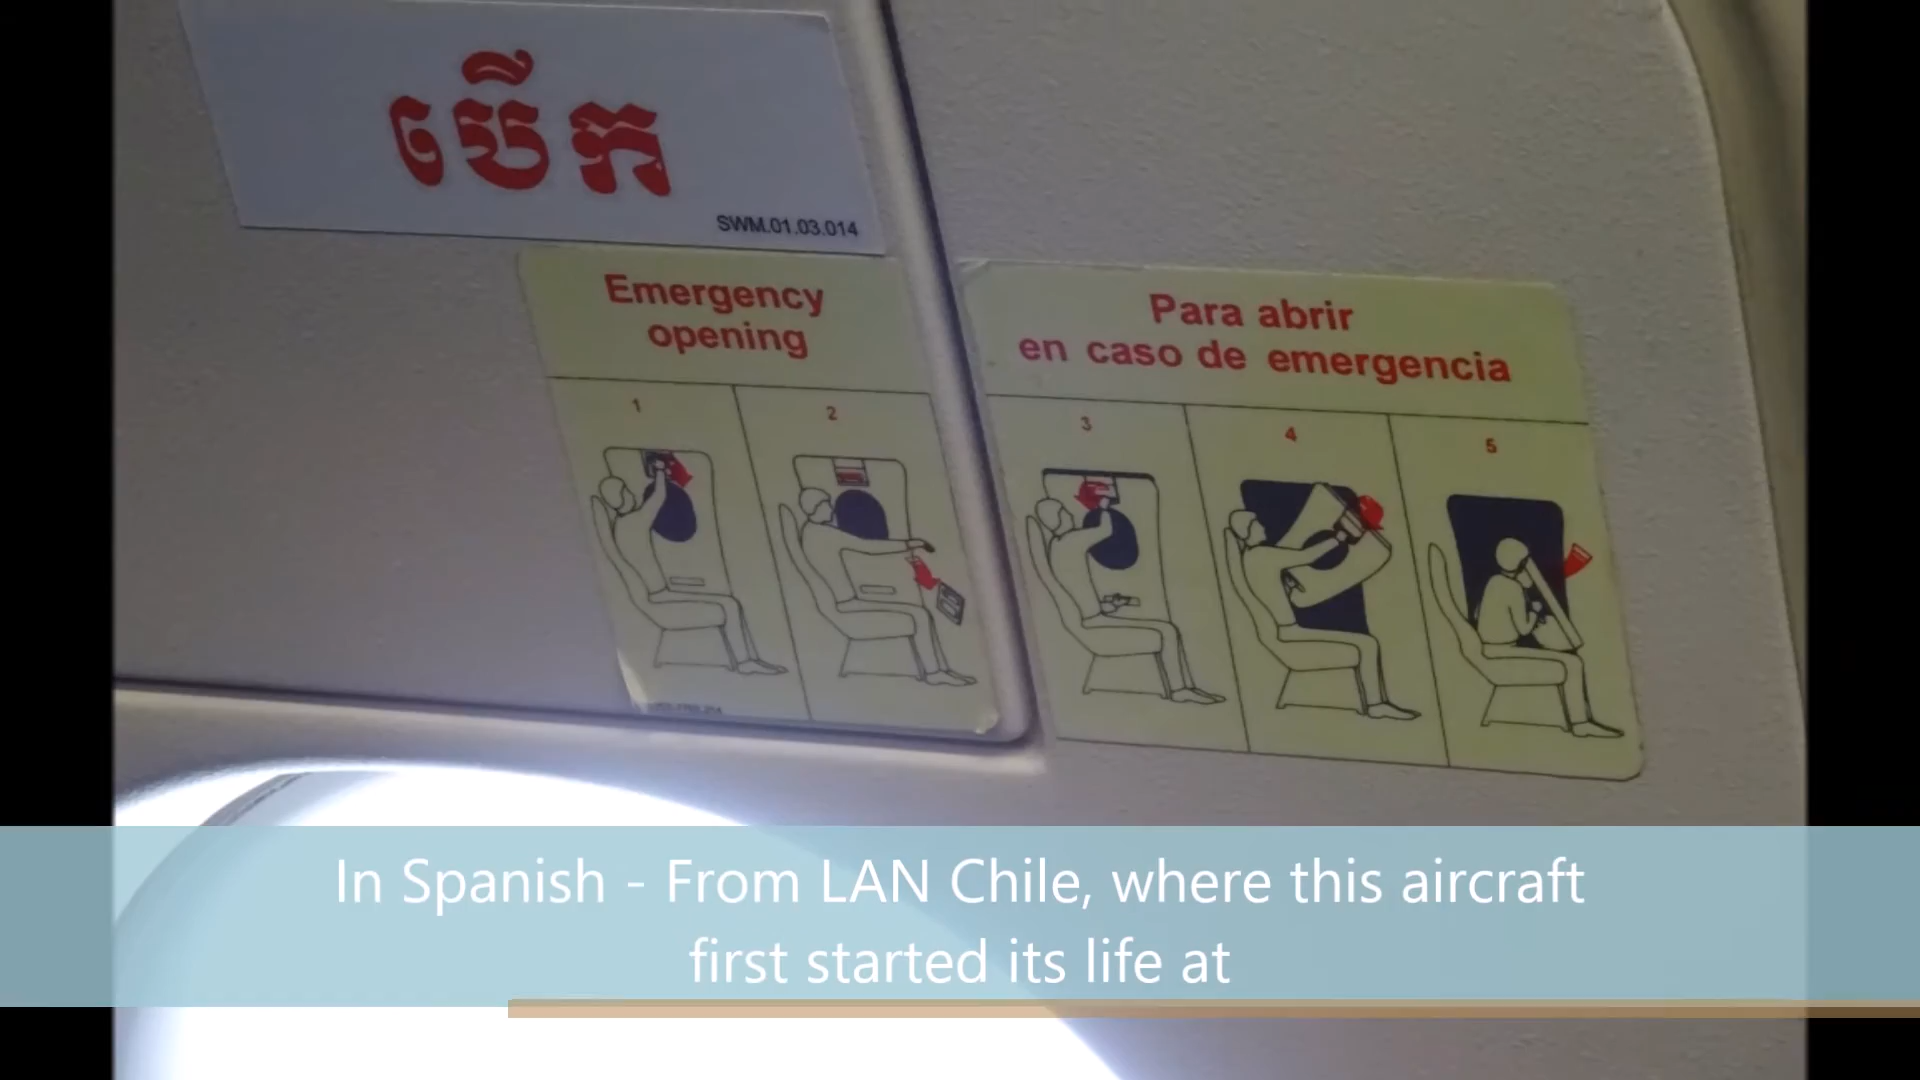 បើក
SWM.01.03.014
Emergency
opening
Para abrir
en caso de emergencia
1
2
3
4
5
In Spanish - From LAN Chile, where this aircraft
first started its life at